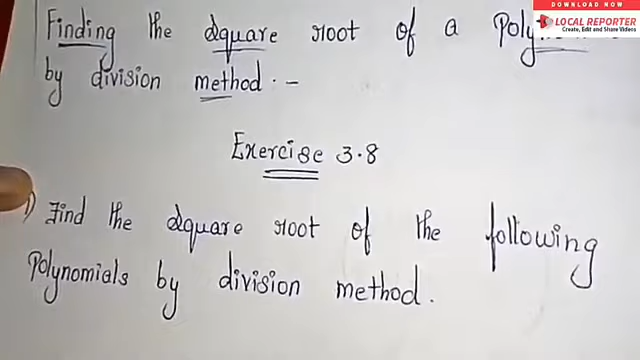 DOWNLOAD NOW
LOCAL REPORTER
Create, Edit and Share Videos
Finding the square root of a
by division method :-
Exercise 3.8
1) Find the square root of the following
Polynomials by division method.